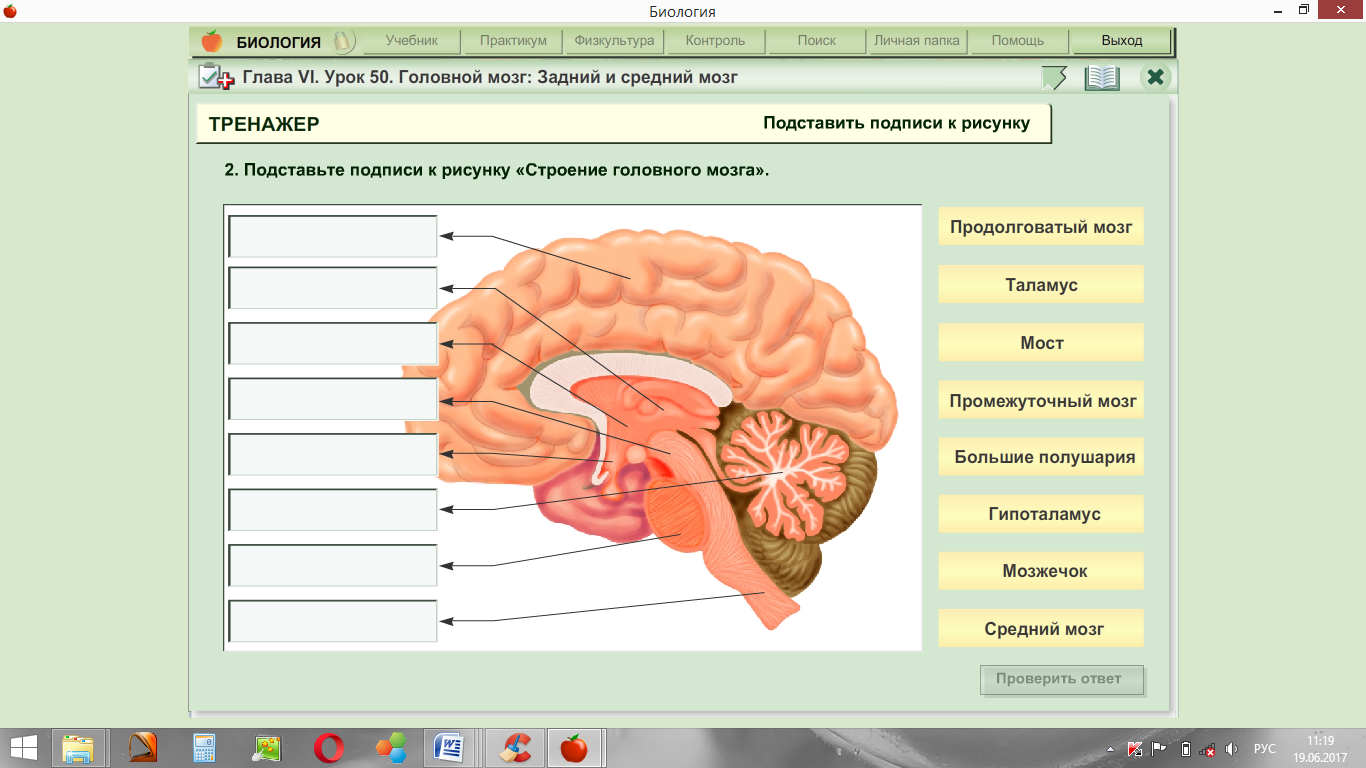 Биология
БИОЛОГИЯ
Учебник
Практикум
Физкультура
Контроль
Поиск
Личная папка
Помощь
Выход
Глава VI. Урок 50. Головной мозг: Задний и средний мозг
ТРЕНАЖЕР
Подставить подписи к рисунку
2. Подставьте подписи к рисунку «Строение головного мозга».
Продолговатый мозг
Таламус
Мост
Промежуточный мозг
Большие полушария
Гипоталамус
Мозжечок
Средний мозг
Проверить ответ
РУС
11:19
19.06.2017